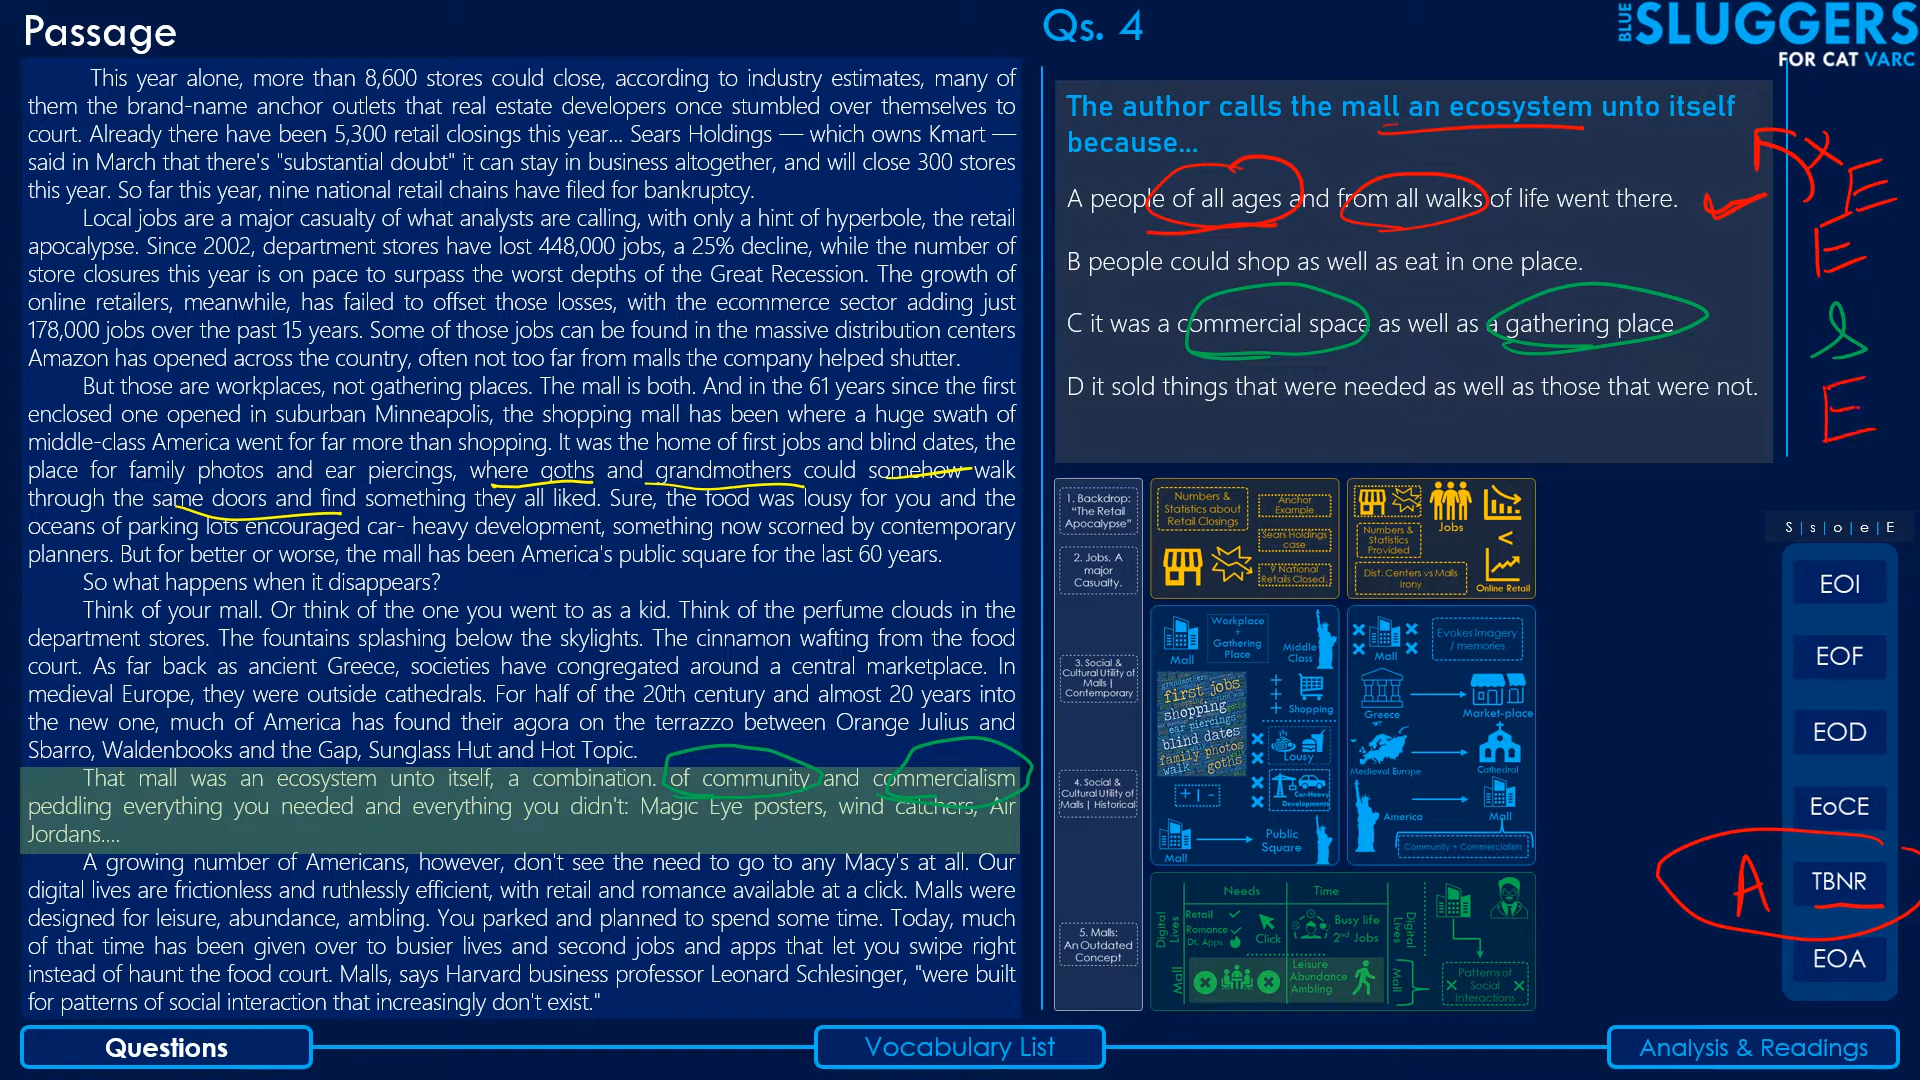 Passage
This year alone, more than 8,600 stores could close, according to industry estimates, many of
them the brand-name anchor outlets that real estate developers once stumbled over themselves to
court. Already there have been 5,300 retail closings this year... Sears Holdings — which owns Kmart —
said in March that there's "substantial doubt" it can stay in business altogether, and will close 300 stores
this year. So far this year, nine national retail chains have filed for bankruptcy.
Local jobs are a major casualty of what analysts are calling, with only a hint of hyperbole, the retail
apocalypse. Since 2002, department stores have lost 448,000 jobs, a 25% decline, while the number of
store closures this year is on pace to surpass the worst depths of the Great Recession. The growth of
online retailers, meanwhile, has failed to offset those losses, with the ecommerce sector adding just
178,000 jobs over the past 15 years. Some of those jobs can be found in the massive distribution centers
Amazon has opened across the country, often not too far from malls the company helped shutter.
But those are workplaces, not gathering places. The mall is both. And in the 61 years since the first
enclosed one opened in suburban Minneapolis, the shopping mall has been where a huge swath of
middle-class America went for far more than shopping. It was the home of first jobs and blind dates, the
place for family photos and ear piercings, where goths and grandmothers could somehow walk
through the same doors and find something they all liked. Sure, the food was lousy for you and the
oceans of parking lots encouraged car- heavy development, something now scorned by contemporary
planners. But for better or worse, the mall has been America's public square for the last 60 years.
So what happens when it disappears?
Think of your mall. Or think of the one you went to as a kid. Think of the perfume clouds in the
department stores. The fountains splashing below the skylights. The cinnamon wafting from the food
court. As far back as ancient Greece, societies have congregated around a central marketplace. In
medieval Europe, they were outside cathedrals. For half of the 20th century and almost 20 years into
the new one, much of America has found their agora on the terrazzo between Orange Julius and
Sbarro, Waldenbooks and the Gap, Sunglass Hut and Hot Topic.
That mall was an ecosystem unto itself, a combination. of community and commercialism
peddling everything you needed and everything you didn't: Magic Eye posters, wind catchers, Air
Jordans....
A growing number of Americans, however, don't see the need to go to any Macy's at all. Our
digital lives are frictionless and ruthlessly efficient, with retail and romance available at a click. Malls were
designed for leisure, abundance, ambling. You parked and planned to spend some time. Today, much
of that time has been given over to busier lives and second jobs and apps that let you swipe right
instead of haunt the food court. Malls, says Harvard business professor Leonard Schlesinger, "were built
for patterns of social interaction that increasingly don't exist."
Qs. 4
BLUE SLUGGERS
FOR CAT VARC
The author calls the mall an ecosystem unto itself
because...
A people of all ages and from all walks of life went there.
B people could shop as well as eat in one place.
C it was a commercial space as well as a gathering place
D it sold things that were needed as well as those that were not.
X E
E
E
1. Backdrop:
"The Retail
Apocalypse"
2. Jobs, A
major
Casualty.
3. Social &
Cultural Utility of
Malls |
Contemporary
4. Social &
Cultural Utility of
Malls | Historical
5. Malls:
An Outdated
Concept
Numbers &
Statistics about
Retail Closings
Anchor
Example
Sears Holdings
case
9 National
Retails Closed.
Numbers &
Statistics
Provided
Jobs
<
Dist. Centers vs Malls
Irony
Online Retail
Mall
Workplace
+
Gathering
Place
Middle
Class
first jobs
shopping
ear piercings
blind dates
family photos
walk goths
+
+
+
Shopping
Lousy
Car-Heavy
Developments
+ | -
Mall
Public
Square
Mall
Evokes Imagery
/ memories
Greece
Market-place
Medieval Europe
Cathedral
America
Mall
Community + Commercialism
Needs
Time
Digital
Lives
Retail
Romance
Dt. Apps
Click
Busy life
2nd Jobs
Digital
Lives
Mall
Leisure
Abundance
Ambling
Mall
Patterns of
Social
Interactions
S | s | o | e | E
EOI
EOF
EOD
EoCE
A
TBNR
EOA
Questions
Vocabulary List
Analysis & Readings